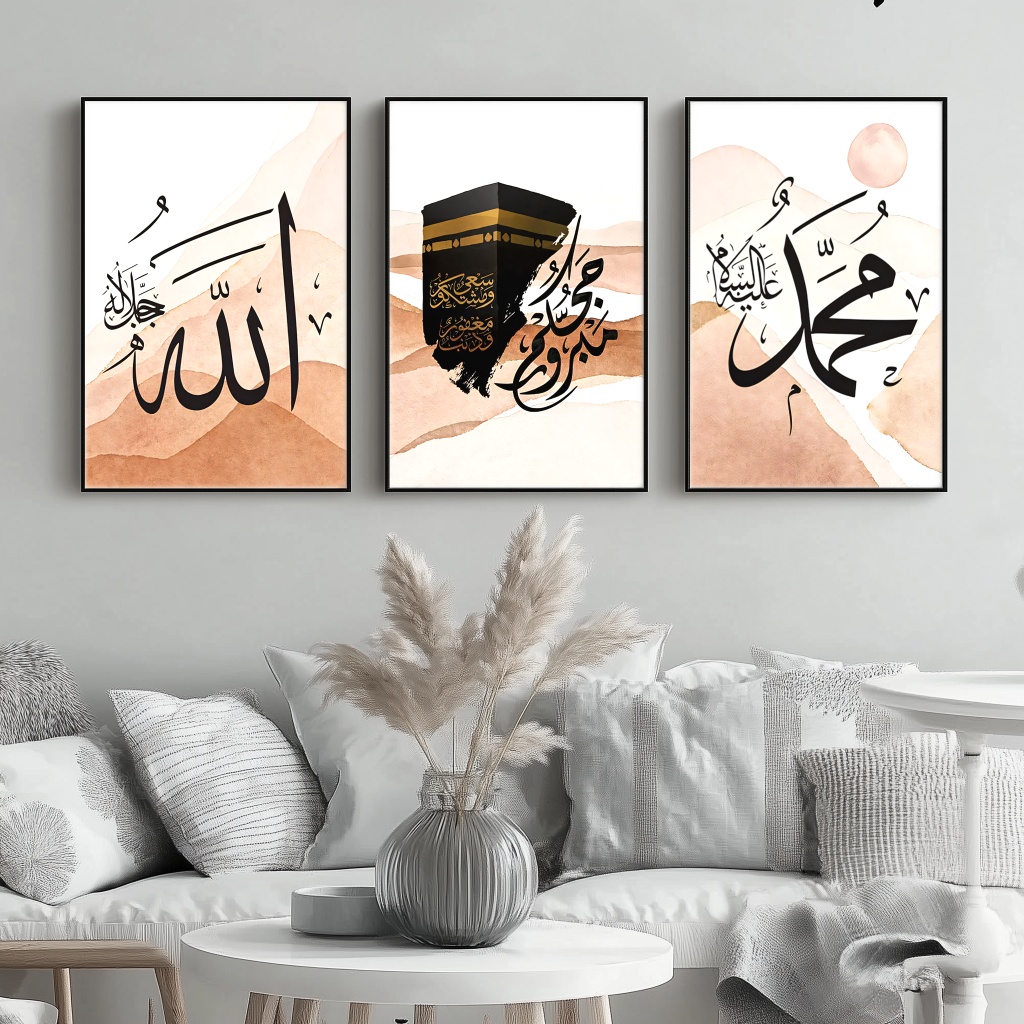 الله
جل جلاله
حج مبرور
سعي مشكور
وذنب مغفور
محمد
عليه السلام